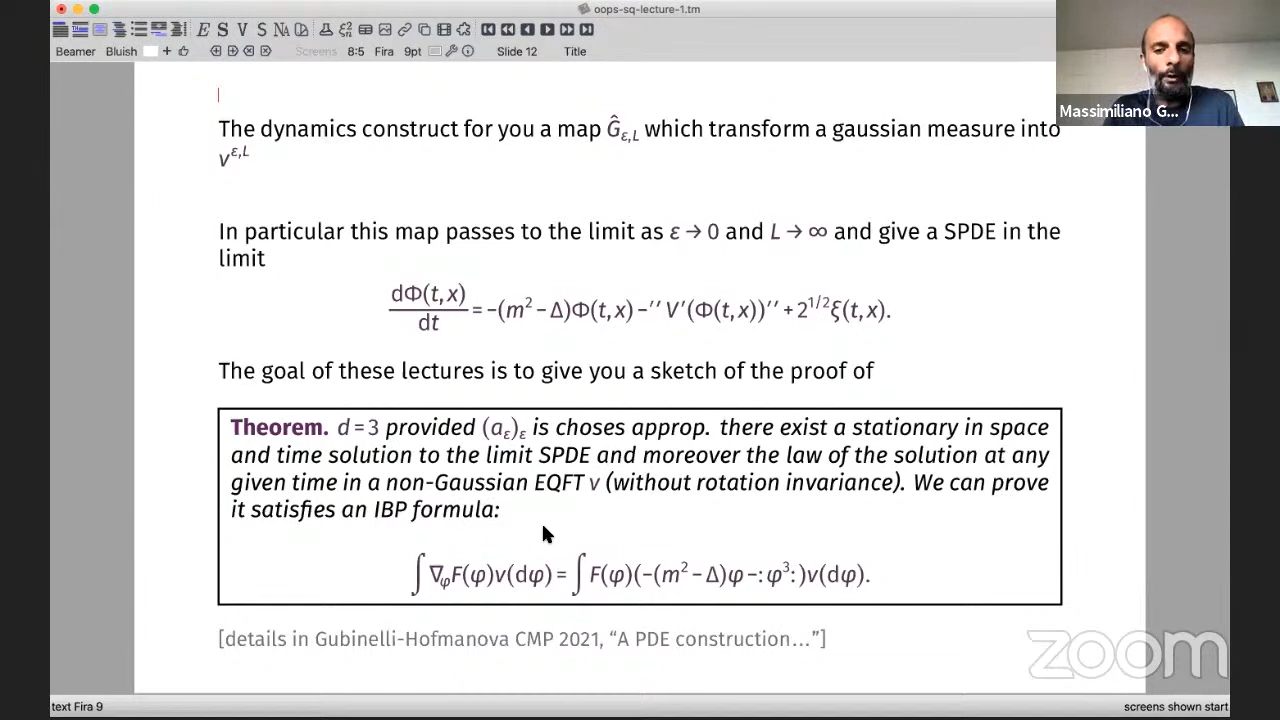 oops-sq-lecture-1.tm
Beamer Bluish Screens 8:5 Fira 9pt Slide 12 Title
Massimiliano G...
The dynamics construct for you a map Ĝ_{ε,L} which transform a gaussian measure into
ν^{ε,L}
In particular this map passes to the limit as ε → 0 and L → ∞ and give a SPDE in the
limit
dΦ(t,x)/dt = -(m² - Δ)Φ(t,x) - ′′ V′(Φ(t,x))′′ + 2^{1/2}ξ(t,x).
The goal of these lectures is to give you a sketch of the proof of
Theorem. d = 3 provided (a_ε)_ε is choses approp. there exist a stationary in space
and time solution to the limit SPDE and moreover the law of the solution at any
given time in a non-Gaussian EQFT ν (without rotation invariance). We can prove
it satisfies an IBP formula:
∫ ∇_φF(φ)ν(dφ) = ∫ F(φ)(-(m² - Δ)φ -: φ³:)ν(dφ).
[details in Gubinelli-Hofmanova CMP 2021, “A PDE construction...”]
zoom
text Fira 9 screens shown start